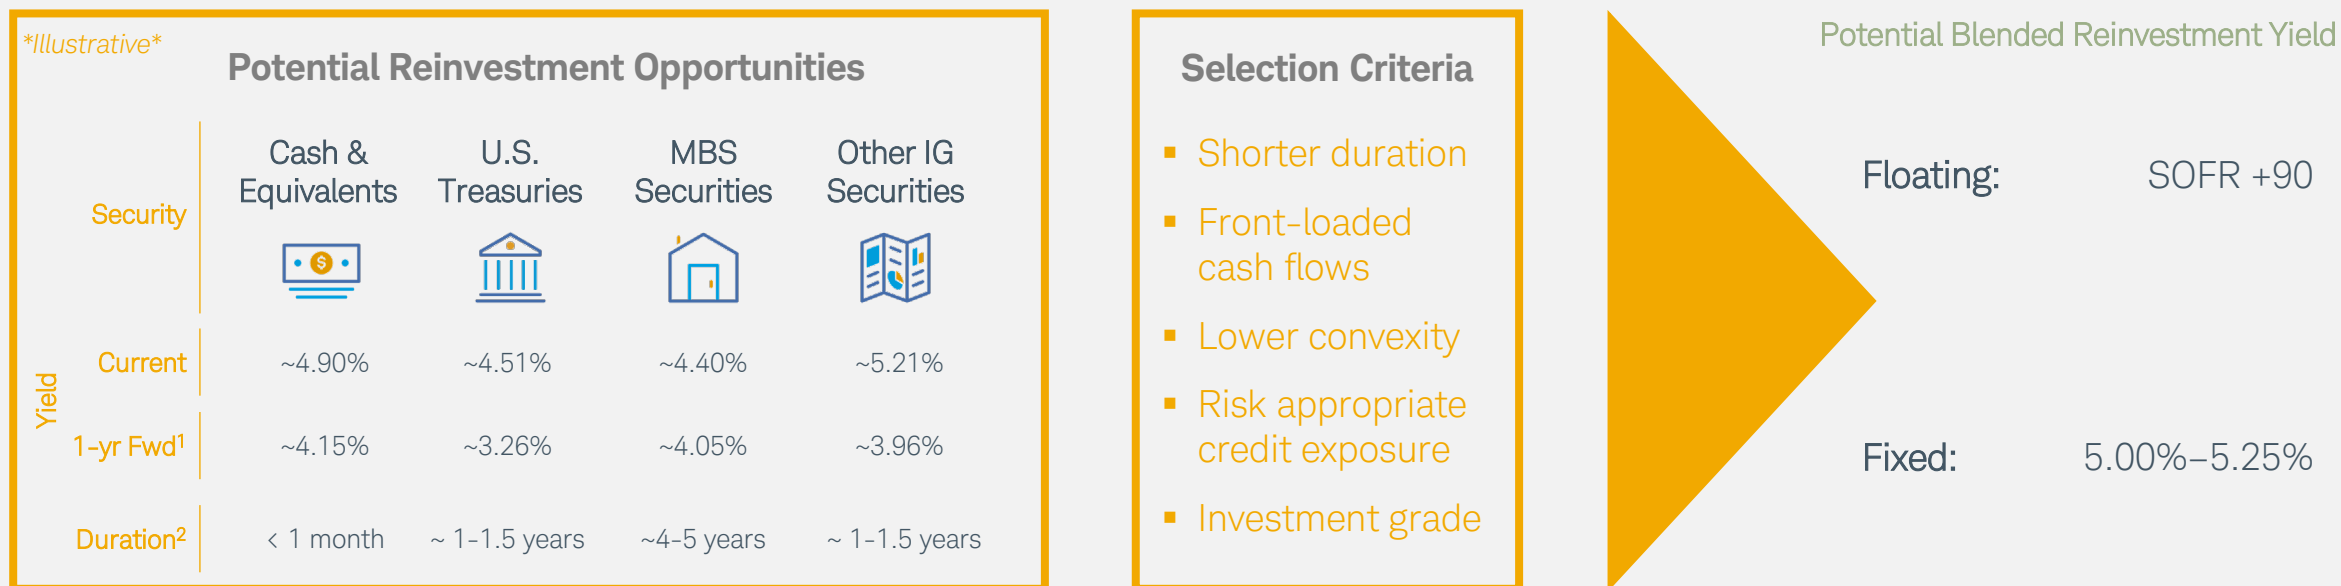 *Illustrative*
Potential Reinvestment Opportunities
Security
Cash &
Equivalents
U.S.
Treasuries
MBS
Securities
Other IG
Securities
$
Yield
Current
~4.90%
~4.51%
~4.40%
~5.21%
1-yr Fwd¹
~4.15%
~3.26%
~4.05%
~3.96%
Duration²
< 1 month
~ 1-1.5 years
~4-5 years
~ 1-1.5 years
Selection Criteria
▪ Shorter duration
▪ Front-loaded
cash flows
▪ Lower convexity
▪ Risk appropriate
credit exposure
▪ Investment grade
Potential Blended Reinvestment Yield
Floating: SOFR +90
Fixed: 5.00%–5.25%